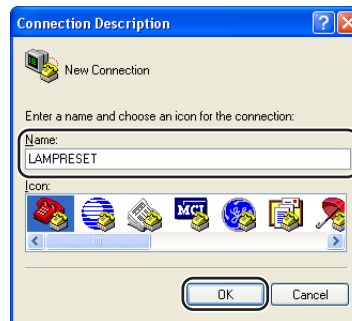 Connection Description
New Connection
Enter a name and choose an icon for the connection:
Name:
LAMPRESET
Icon:
MCI
OK
Cancel